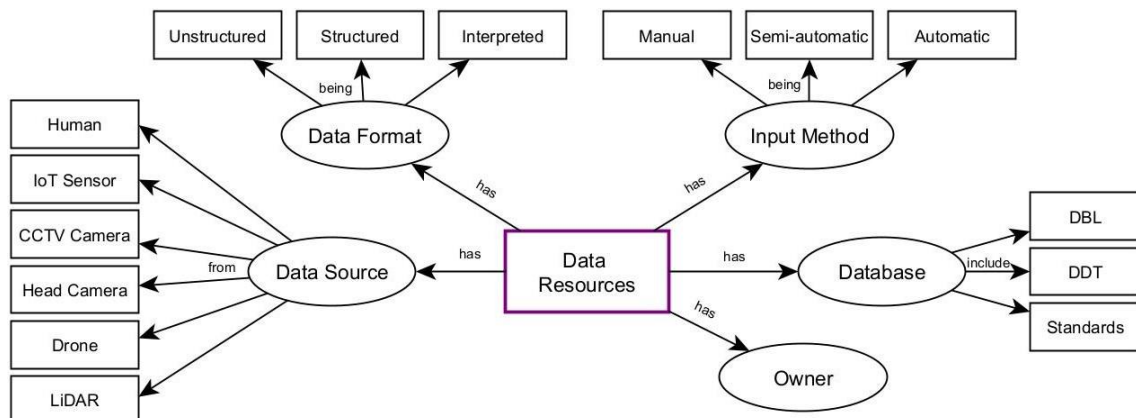 Unstructured
Structured
Interpreted
Manual
Semi-automatic
Automatic
being
being
Human
Data Format
Input Method
IoT Sensor
has
has
DBL
CCTV Camera
from
Data Source
has
Data
Resources
has
Database
include
DDT
Head Camera
has
Standards
Drone
Owner
LiDAR